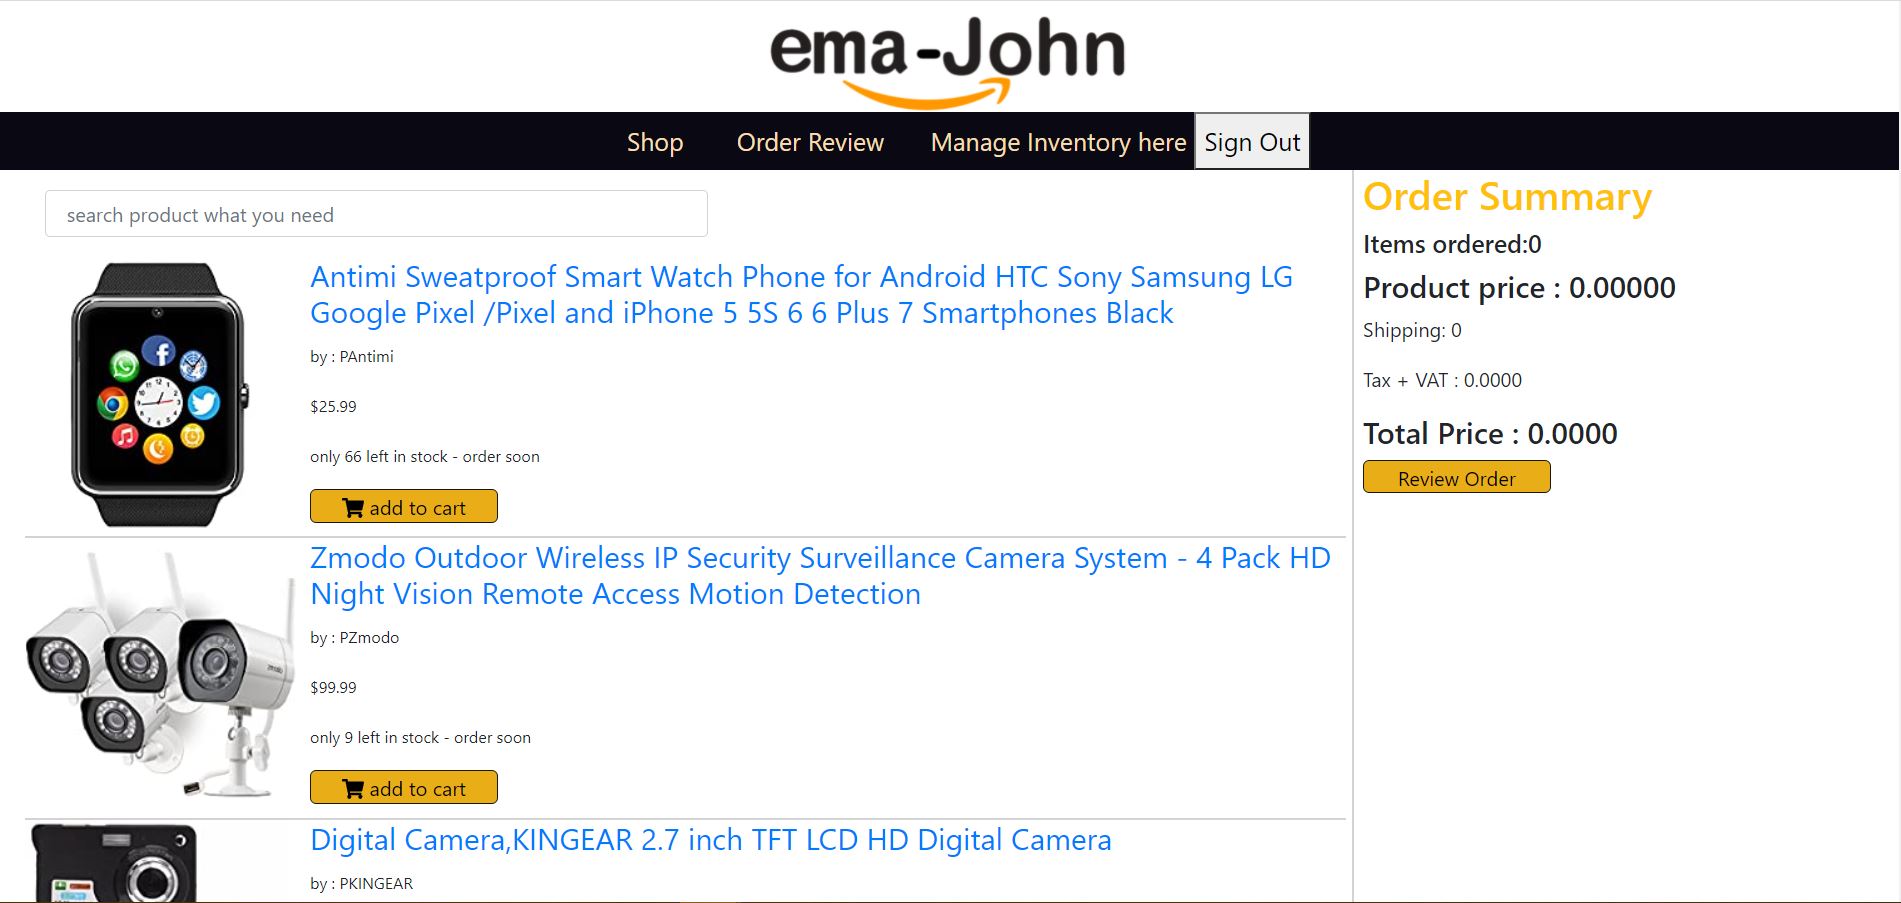 ema-John
Shop Order Review Manage Inventory here Sign Out
search product what you need
Antimi Sweatproof Smart Watch Phone for Android HTC Sony Samsung LG
Google Pixel /Pixel and iPhone 5 5S 6 6 Plus 7 Smartphones Black
by : PAntimi
$25.99
only 66 left in stock - order soon
add to cart
Zmodo Outdoor Wireless IP Security Surveillance Camera System - 4 Pack HD
Night Vision Remote Access Motion Detection
by : PZmodo
$99.99
only 9 left in stock - order soon
add to cart
zmodo
Digital Camera,KINGEAR 2.7 inch TFT LCD HD Digital Camera
by : PKINGEAR
Order Summary
Items ordered:0
Product price : 0.00000
Shipping: 0
Tax + VAT : 0.0000
Total Price : 0.0000
Review Order